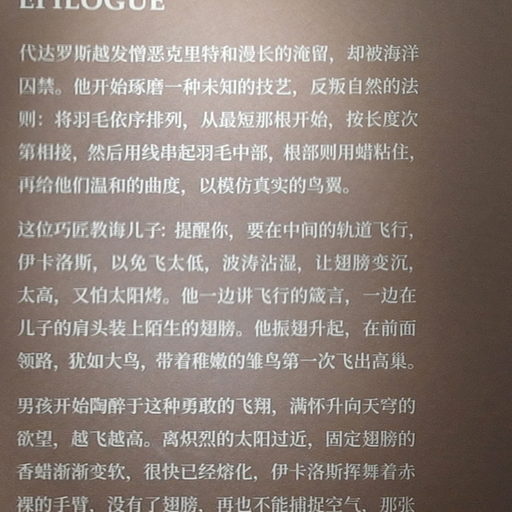 EPILOGUE
代达罗斯越发憎恶克里特和漫长的淹留，却被海洋
囚禁。他开始琢磨一种未知的技艺，反叛自然的法
则：将羽毛依序排列，从最短那根开始，按长度次
第相接，然后用线串起羽毛中部，根部则用蜡粘住，
再给他们温和的曲度，以模仿真实的鸟翼。
这位巧匠教诲儿子：提醒你，要在中间的轨道飞行，
伊卡洛斯，以免飞太低，波涛沾湿，让翅膀变沉，
太高，又怕太阳烤。他一边讲飞行的箴言，一边在
儿子的肩头装上陌生的翅膀。他振翅升起，在前面
领路，犹如大鸟，带着稚嫩的雏鸟第一次飞出高巢。
男孩开始陶醉于这种勇敢的飞翔，满怀升向天穹的
欲望，越飞越高。离炽烈的太阳过近，固定翅膀的
香蜡渐渐变软，很快已经熔化，伊卡洛斯挥舞着赤
裸的手臂，没有了翅膀，再也不能捕捉空气，那张